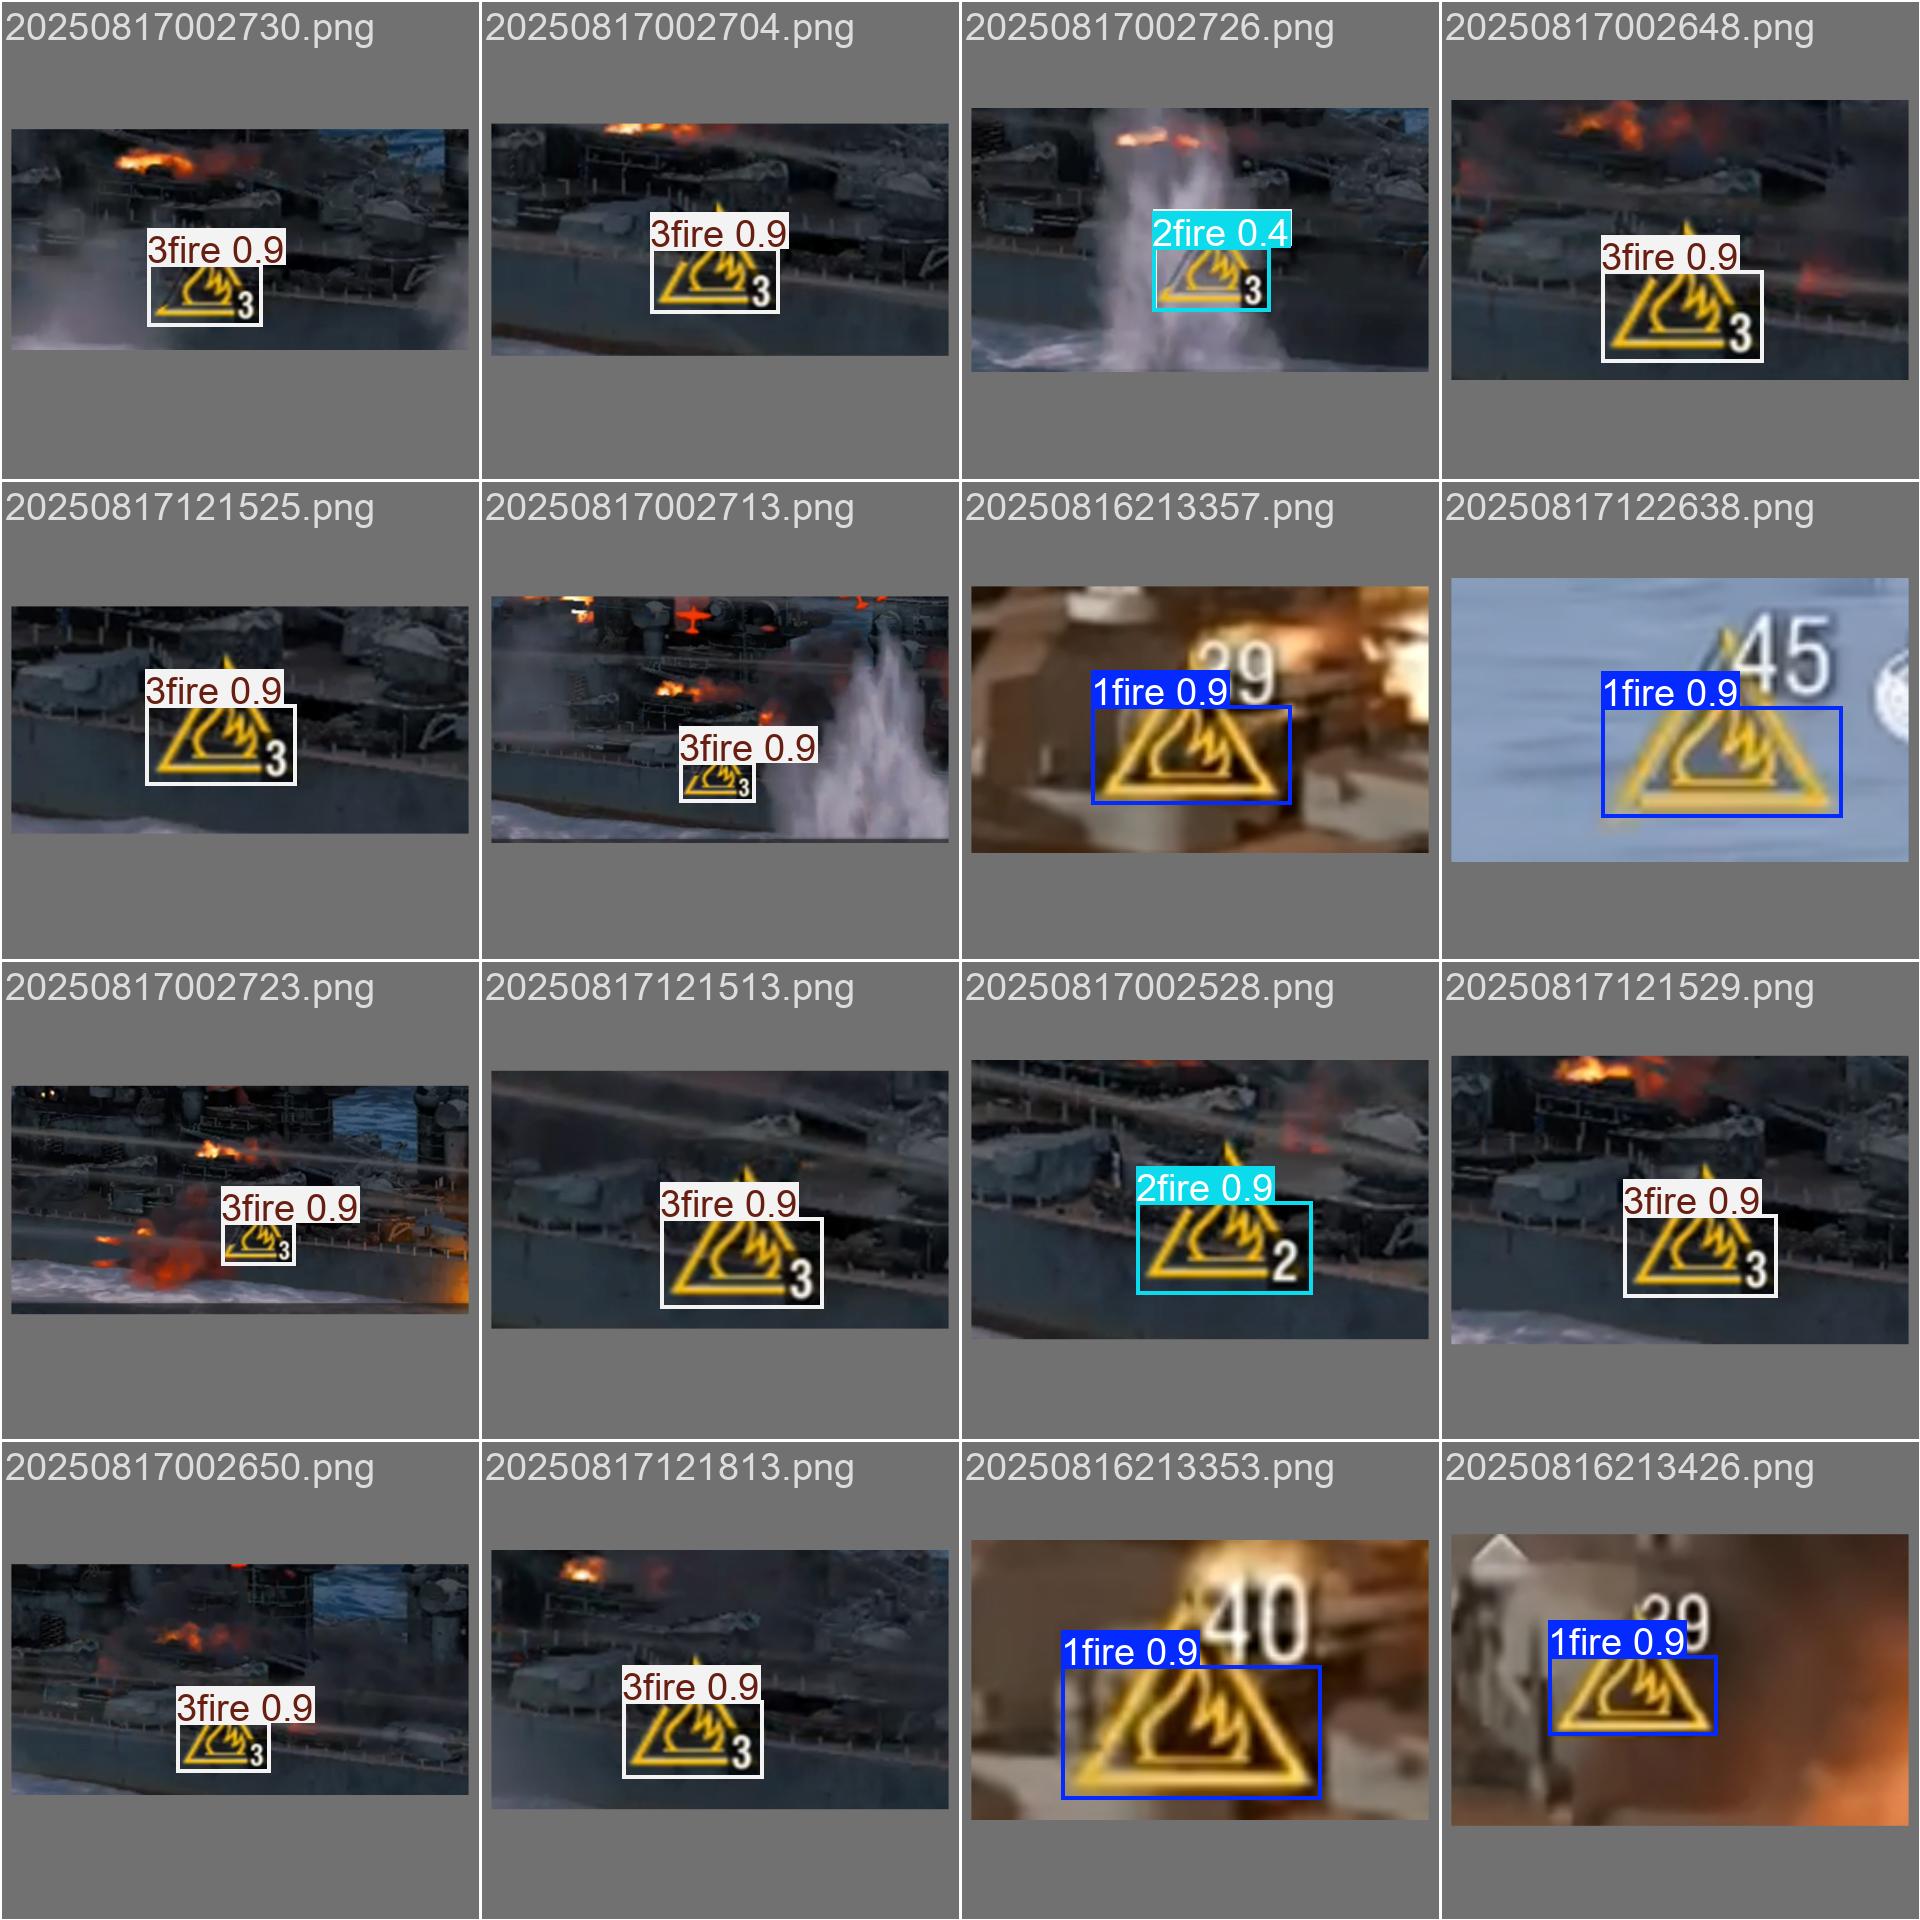 20250817002730.png
20250817002704.png
20250817002726.png
20250817002648.png
3fire 0.9
3
3fire 0.9
3
2fire 0.4
3
3fire 0.9
3
20250817121525.png
20250817002713.png
20250816213357.png
20250817122638.png
3fire 0.9
3
3fire 0.9
3
39
1fire 0.9
45
1fire 0.9
20250817002723.png
20250817121513.png
20250817002528.png
20250817121529.png
3fire 0.9
3
3fire 0.9
3
2fire 0.9
2
3fire 0.9
3
20250817002650.png
20250817121813.png
20250816213353.png
20250816213426.png
3fire 0.9
3
3fire 0.9
3
40
1fire 0.9
39
1fire 0.9